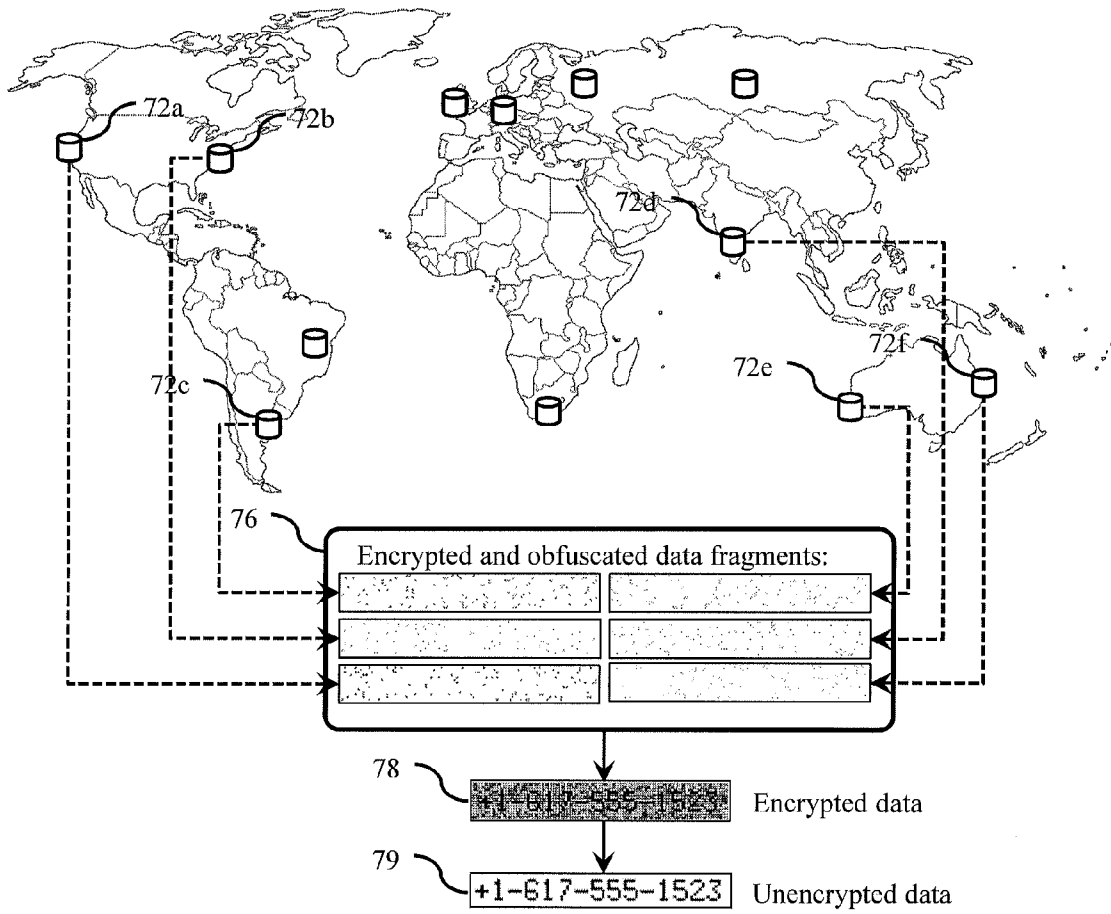 72a
72b
72d
72f
72e
72c
76
Encrypted and obfuscated data fragments:
78
+1-617-555-1523
Encrypted data
79
+1-617-555-1523
Unencrypted data